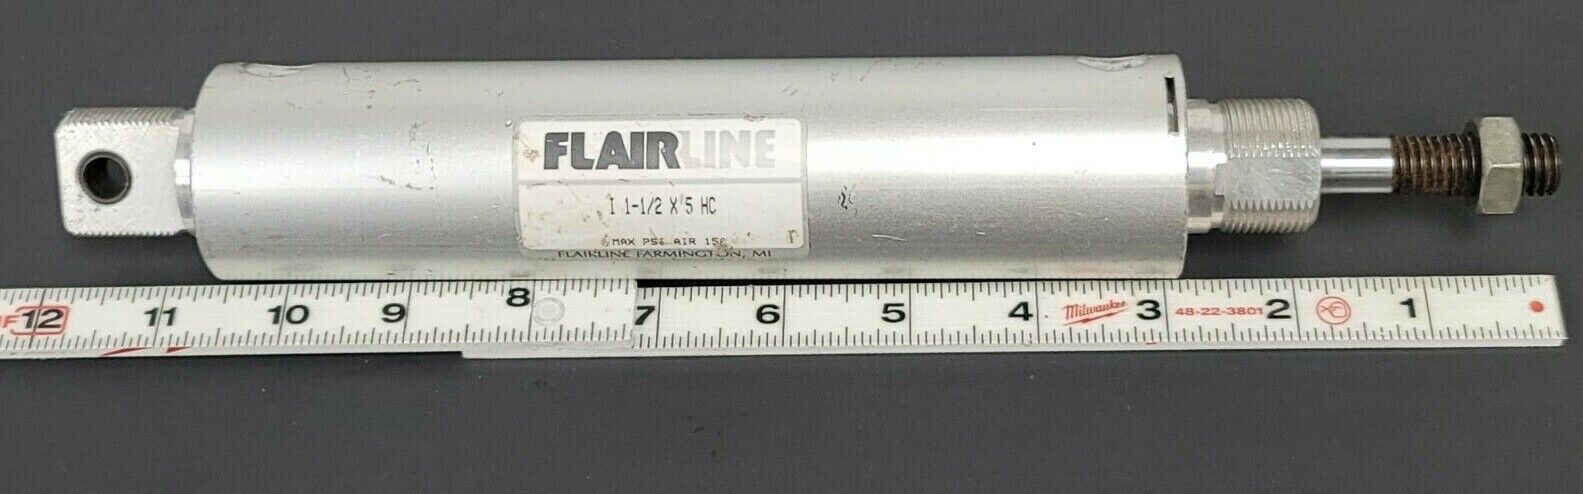 FLAIRLINE
I 1-1/2 X 5 HC
MAX PSI AIR 150
FLAIRLINE FARMINGTON, MI
12 11 10 9 8 7 6 5 4 Milwaukee 3 48-22-3801 2 1